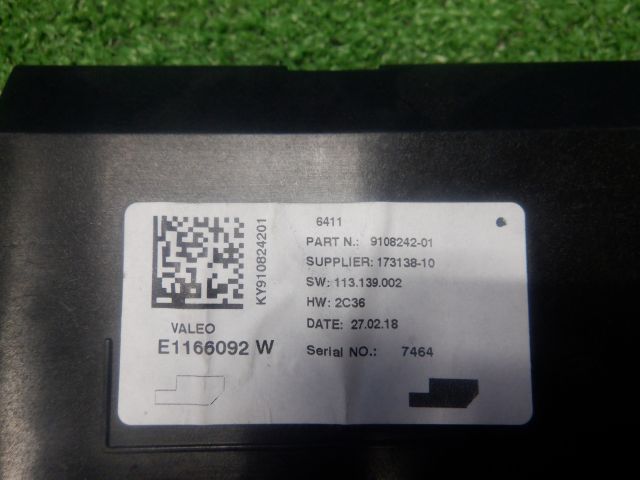 6411
PART N.: 9108242-01
SUPPLIER: 173138-10
SW: 113.139.002
HW: 2C36
DATE: 27.02.18
Serial NO.: 7464
KY910824201
VALEO
E1166092 W